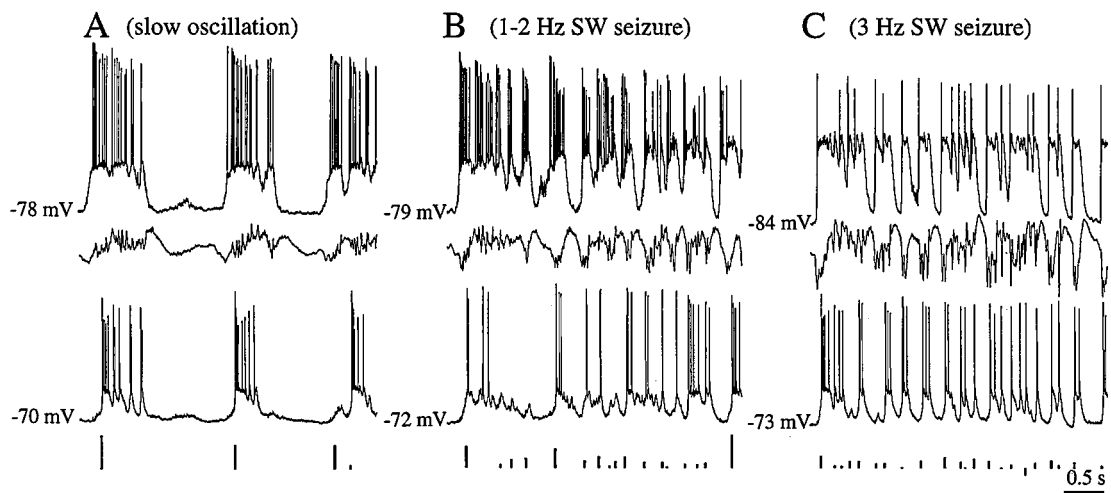 A (slow oscillation)
B (1-2 Hz SW seizure)
C (3 Hz SW seizure)
-78 mV
-79 mV
-84 mV
-70 mV
-72 mV
-73 mV
0.5 s